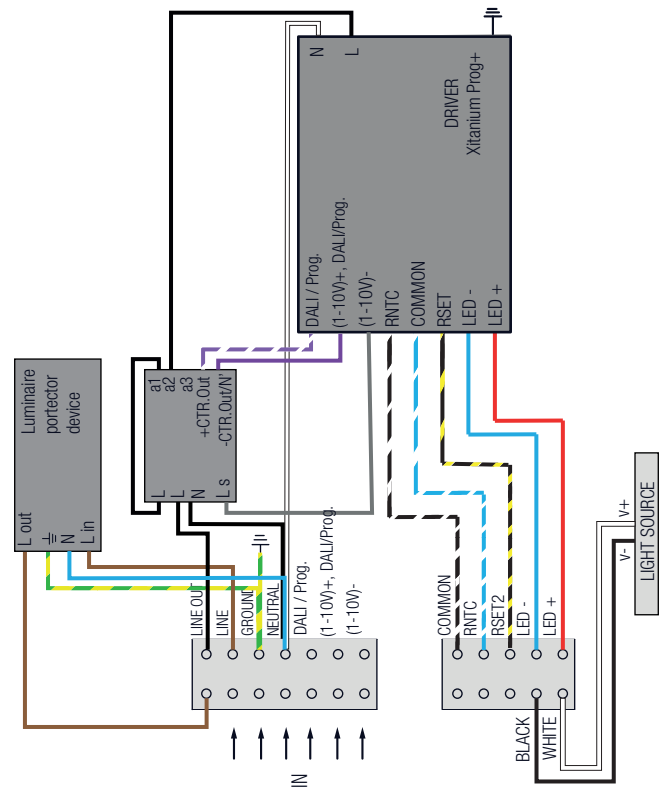 N
L
DRIVER
Xitanium Prog+
DALI / Prog.
(1-10V)+, DALI/Prog.
(1-10V)-
RNTC
COMMON
RSET
LED -
LED +
Luminaire
portector
device
L out
N
L in
a1
a2
a3
+CTR.Out
-CTR.Out/N'
L
L
N
L s
LINE OUT
LINE
GROUND
NEUTRAL
DALI / Prog.
(1-10V)+, DALI/Prog.
(1-10V)-
IN
COMMON
RNTC
RSET2
LED -
LED +
BLACK
WHITE
V+
V-
LIGHT SOURCE